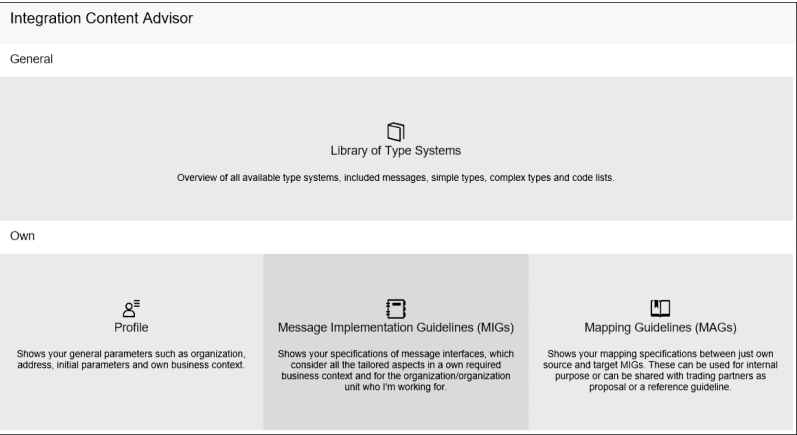 Integration Content Advisor
General
Library of Type Systems
Overview of all available type systems, included messages, simple types, complex types and code lists.
Own
Profile
Shows your general parameters such as organization,
address, initial parameters and own business context.
Message Implementation Guidelines (MIGs)
Shows your specifications of message interfaces, which
consider all the tailored aspects in a own required
business context and for the organization/organization
unit who I'm working for.
Mapping Guidelines (MAGs)
Shows your mapping specifications between just own
source and target MIGs. These can be used for internal
purpose or can be shared with trading partners as
proposal or a reference guideline.